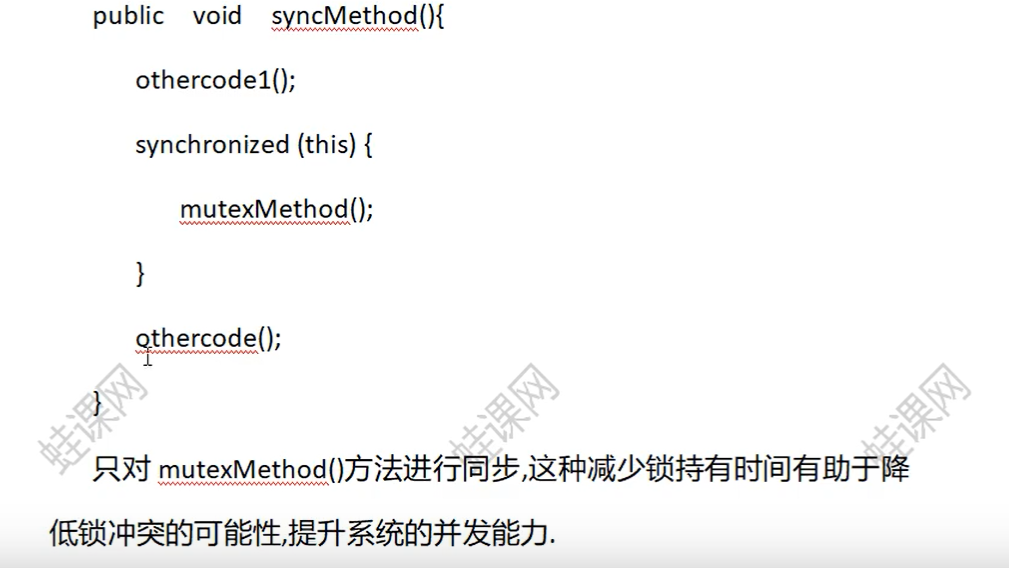 public void syncMethod(){
othercode1();
synchronized (this) {
mutexMethod();
}
othercode();
}
蛙课网 蛙课网 蛙课网
只对 mutexMethod()方法进行同步,这种减少锁持有时间有助于降
低锁冲突的可能性,提升系统的并发能力.